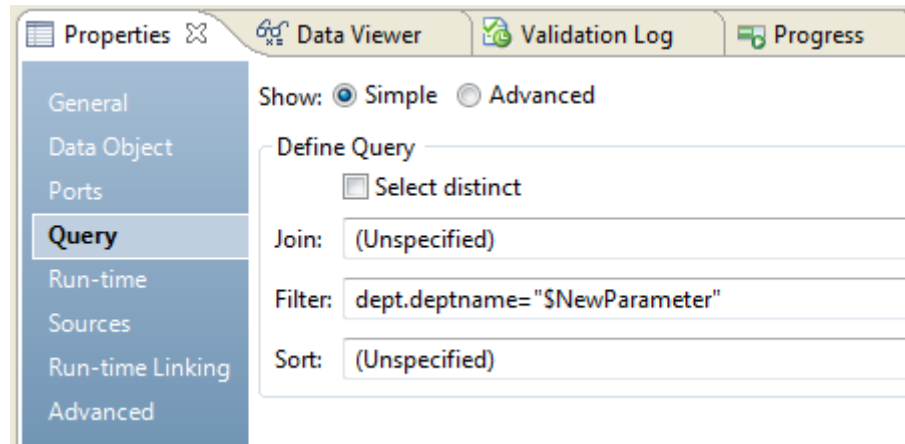 Properties Data Viewer Validation Log Progress
General
Data Object
Ports
Query
Run-time
Sources
Run-time Linking
Advanced
Show: Simple Advanced
Define Query
Select distinct
Join: (Unspecified)
Filter: dept.deptname="$NewParameter"
Sort: (Unspecified)